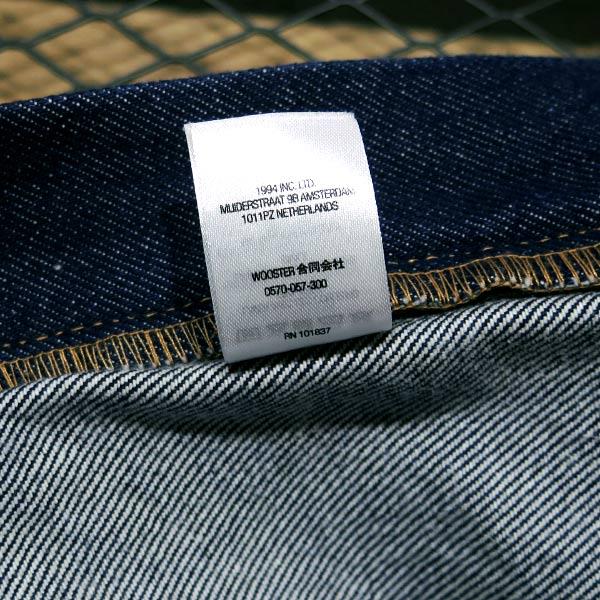 1994 INC. LTD.
MUIDERSTRAAT 9B AMSTERDAM
1011PZ NETHERLANDS
WOOSTER 合同会社
0570-057-300
RN 101837